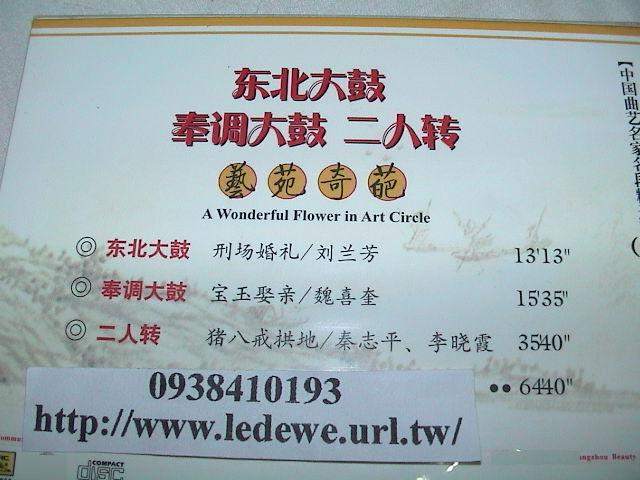 东北大鼓
奉调大鼓 二人转
藝苑奇葩
A Wonderful Flower in Art Circle
◎ 东北大鼓 刑场婚礼/刘兰芳 13'13"
◎ 奉调大鼓 宝玉娶亲/魏喜奎 15'35"
◎ 二人转 猪八戒拱地/秦志平、李晓霞 35'40"
●● 64'40"
0938410193
http://www.ledewe.url.tw/
COMPACT
disc
Beauty
【中国曲艺名家名段